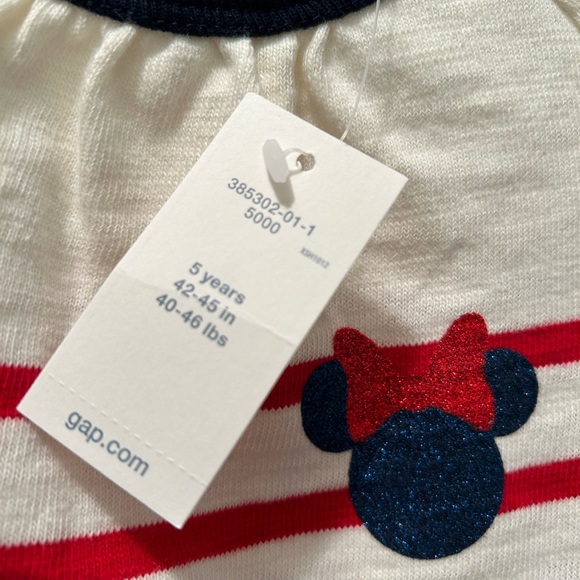 385302-01-1
5000
5 years
42-45 in
40-46 lbs
gap.com